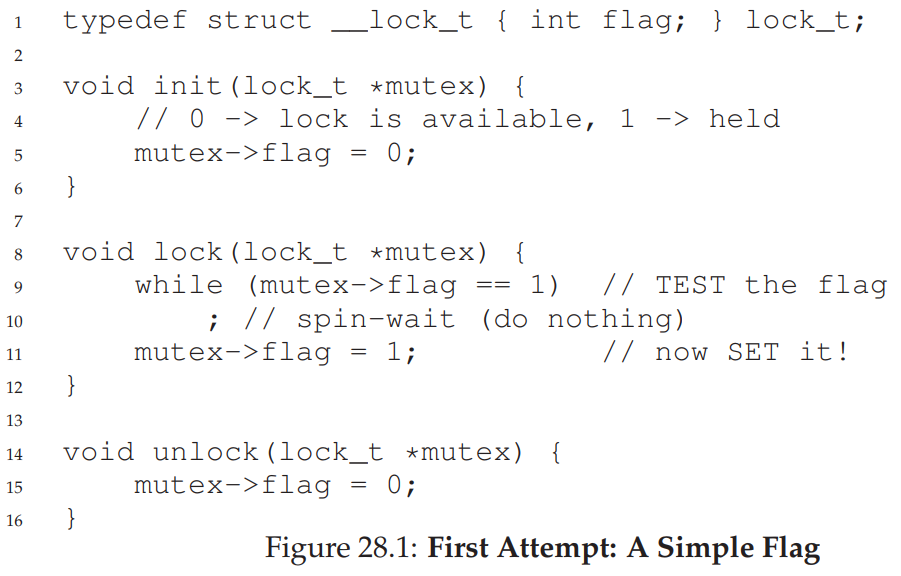 1 typedef struct __lock_t { int flag; } lock_t;
2
3 void init(lock_t *mutex) {
4 // 0 -> lock is available, 1 -> held
5 mutex->flag = 0;
6 }
7
8 void lock(lock_t *mutex) {
9 while (mutex->flag == 1) // TEST the flag
10 ; // spin-wait (do nothing)
11 mutex->flag = 1; // now SET it!
12 }
13
14 void unlock(lock_t *mutex) {
15 mutex->flag = 0;
16 }
Figure 28.1: First Attempt: A Simple Flag